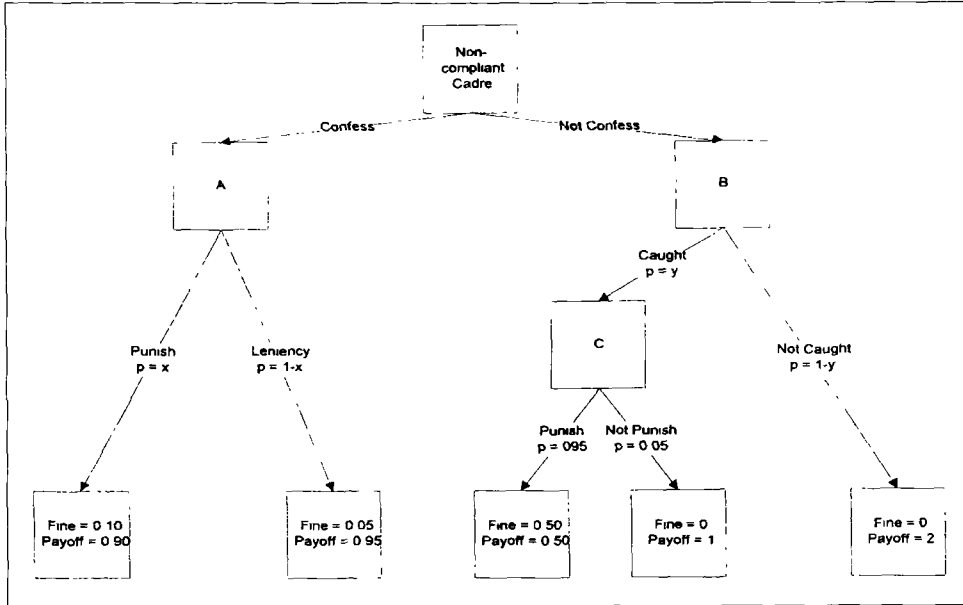 Non-
compliant
Cadre
Confess
Not Confess
A
B
Caught
p = y
C
Punish
p = x
Leniency
p = 1-x
Not Caught
p = 1-y
Punish
p = 095
Not Punish
p = 0 05
Fine = 0 10
Payoff = 0 90
Fine = 0 05
Payoff = 0 95
Fine = 0 50
Payoff = 0 50
Fine = 0
Payoff = 1
Fine = 0
Payoff = 2